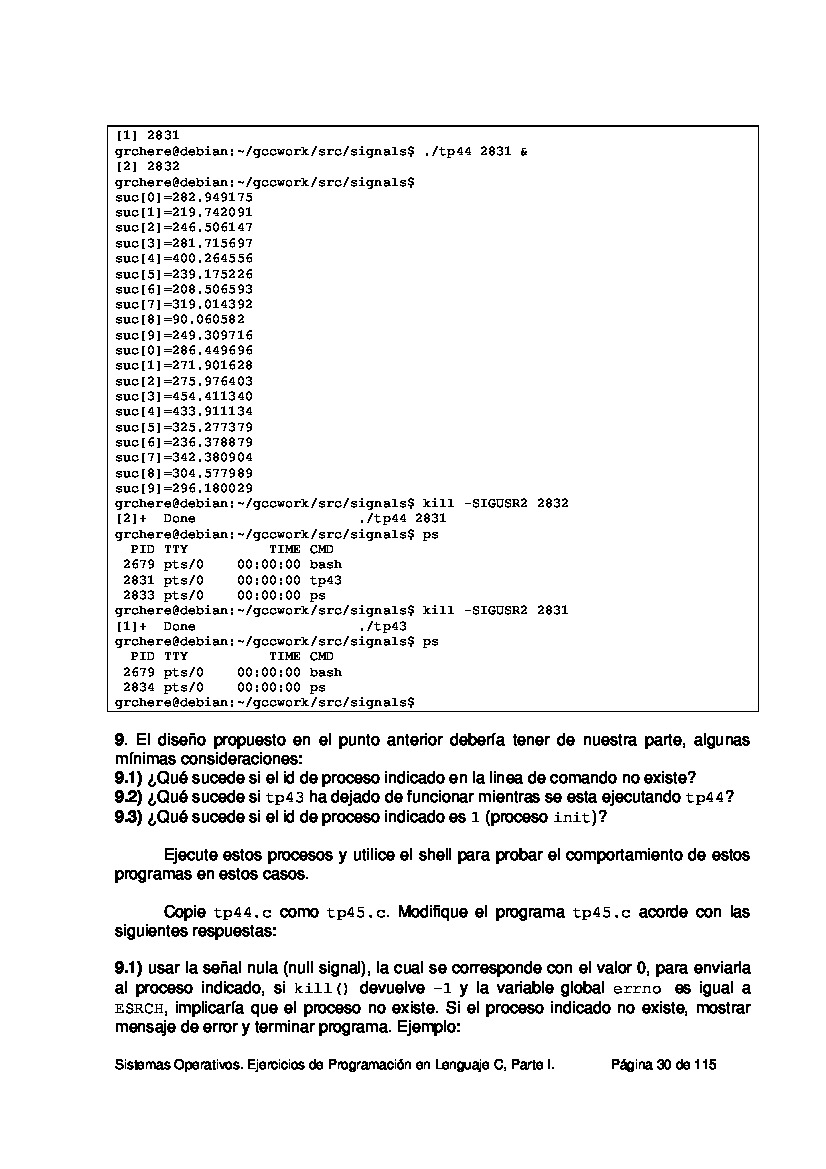 [1] 2831
grchere@debian:~/gccwork/src/signals$ ./tp44 2831 &
[2] 2832
grchere@debian:~/gccwork/src/signals$
suc[0]=282.949175
suc[1]=219.742091
suc[2]=246.506147
suc[3]=281.715697
suc[4]=400.264556
suc[5]=239.175226
suc[6]=208.506593
suc[7]=319.014392
suc[8]=90.060582
suc[9]=249.309716
suc[0]=286.449696
suc[1]=271.901628
suc[2]=275.976403
suc[3]=454.411340
suc[4]=433.911134
suc[5]=325.277379
suc[6]=236.378879
suc[7]=342.380904
suc[8]=304.577989
suc[9]=296.180029
grchere@debian:~/gccwork/src/signals$ kill -SIGUSR2 2832
[2]+  Done                    ./tp44 2831
grchere@debian:~/gccwork/src/signals$ ps
  PID TTY          TIME CMD
 2679 pts/0    00:00:00 bash
 2831 pts/0    00:00:00 tp43
 2833 pts/0    00:00:00 ps
grchere@debian:~/gccwork/src/signals$ kill -SIGUSR2 2831
[1]+  Done                    ./tp43
grchere@debian:~/gccwork/src/signals$ ps
  PID TTY          TIME CMD
 2679 pts/0    00:00:00 bash
 2834 pts/0    00:00:00 ps
grchere@debian:~/gccwork/src/signals$
9. El diseño propuesto en el punto anterior debería tener de nuestra parte, algunas
mínimas consideraciones:
9.1) ¿Qué sucede si el id de proceso indicado en la linea de comando no existe?
9.2) ¿Qué sucede si tp43 ha dejado de funcionar mientras se esta ejecutando tp44?
9.3) ¿Qué sucede si el id de proceso indicado es 1 (proceso init)?
Ejecute estos procesos y utilice el shell para probar el comportamiento de estos
programas en estos casos.
Copie tp44.c como tp45.c. Modifique el programa tp45.c acorde con las
siguientes respuestas:
9.1) usar la señal nula (null signal), la cual se corresponde con el valor 0, para enviarla
al proceso indicado, si kill() devuelve -1 y la variable global errno es igual a
ESRCH, implicaría que el proceso no existe. Si el proceso indicado no existe, mostrar
mensaje de error y terminar programa. Ejemplo:
Sistemas Operativos. Ejercicios de Programación en Lenguaje C, Parte I. Página 30 de 115